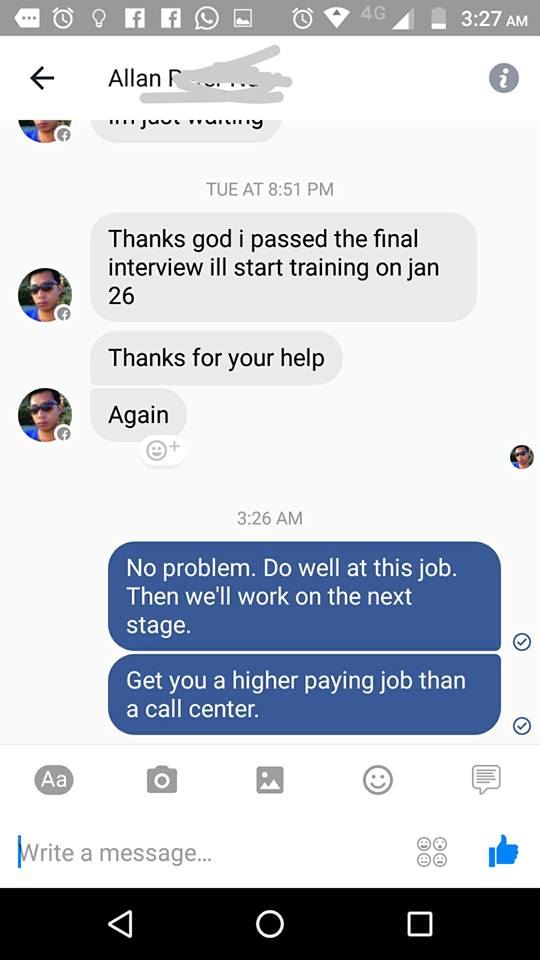 4G
3:27 AM
Allan
TUE AT 8:51 PM
Thanks god i passed the final
interview ill start training on jan
26
Thanks for your help
Again
3:26 AM
No problem. Do well at this job.
Then we'll work on the next
stage.
Get you a higher paying job than
a call center.
Aa
Write a message...